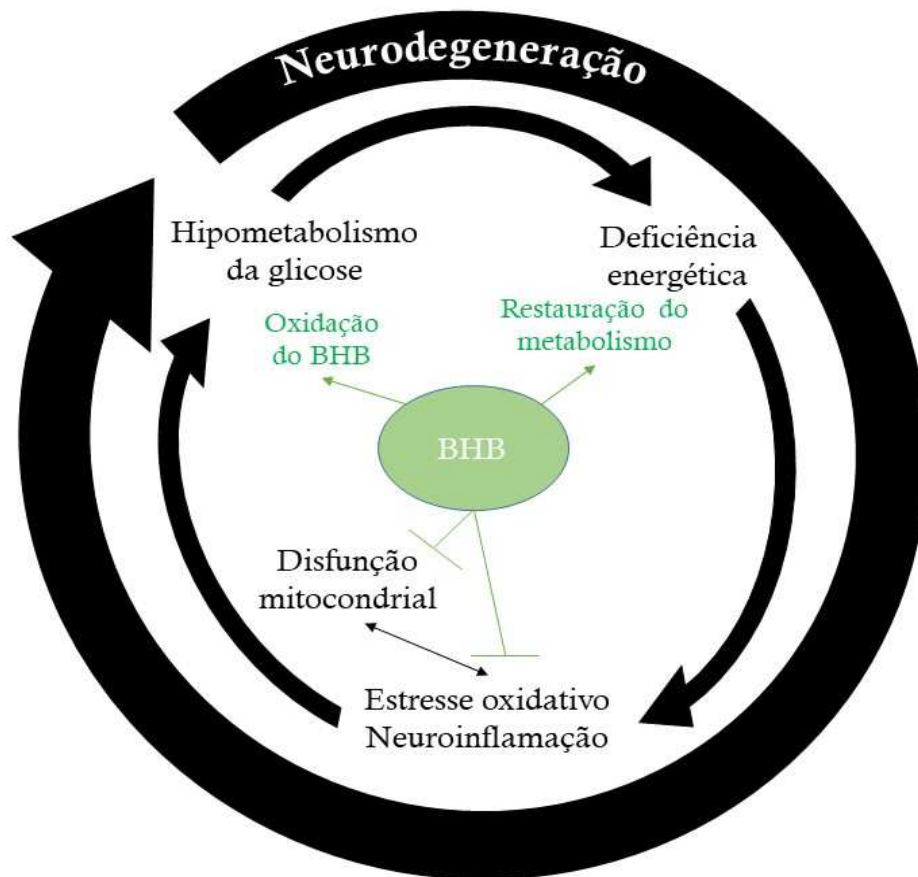 Neurodegeneração
Hipometabolismo
da glicose
Deficiência
energética
Oxidação
do BHB
Restauração do
metabolismo
BHB
Disfunção
mitocondrial
Estresse oxidativo
Neuroinflamação